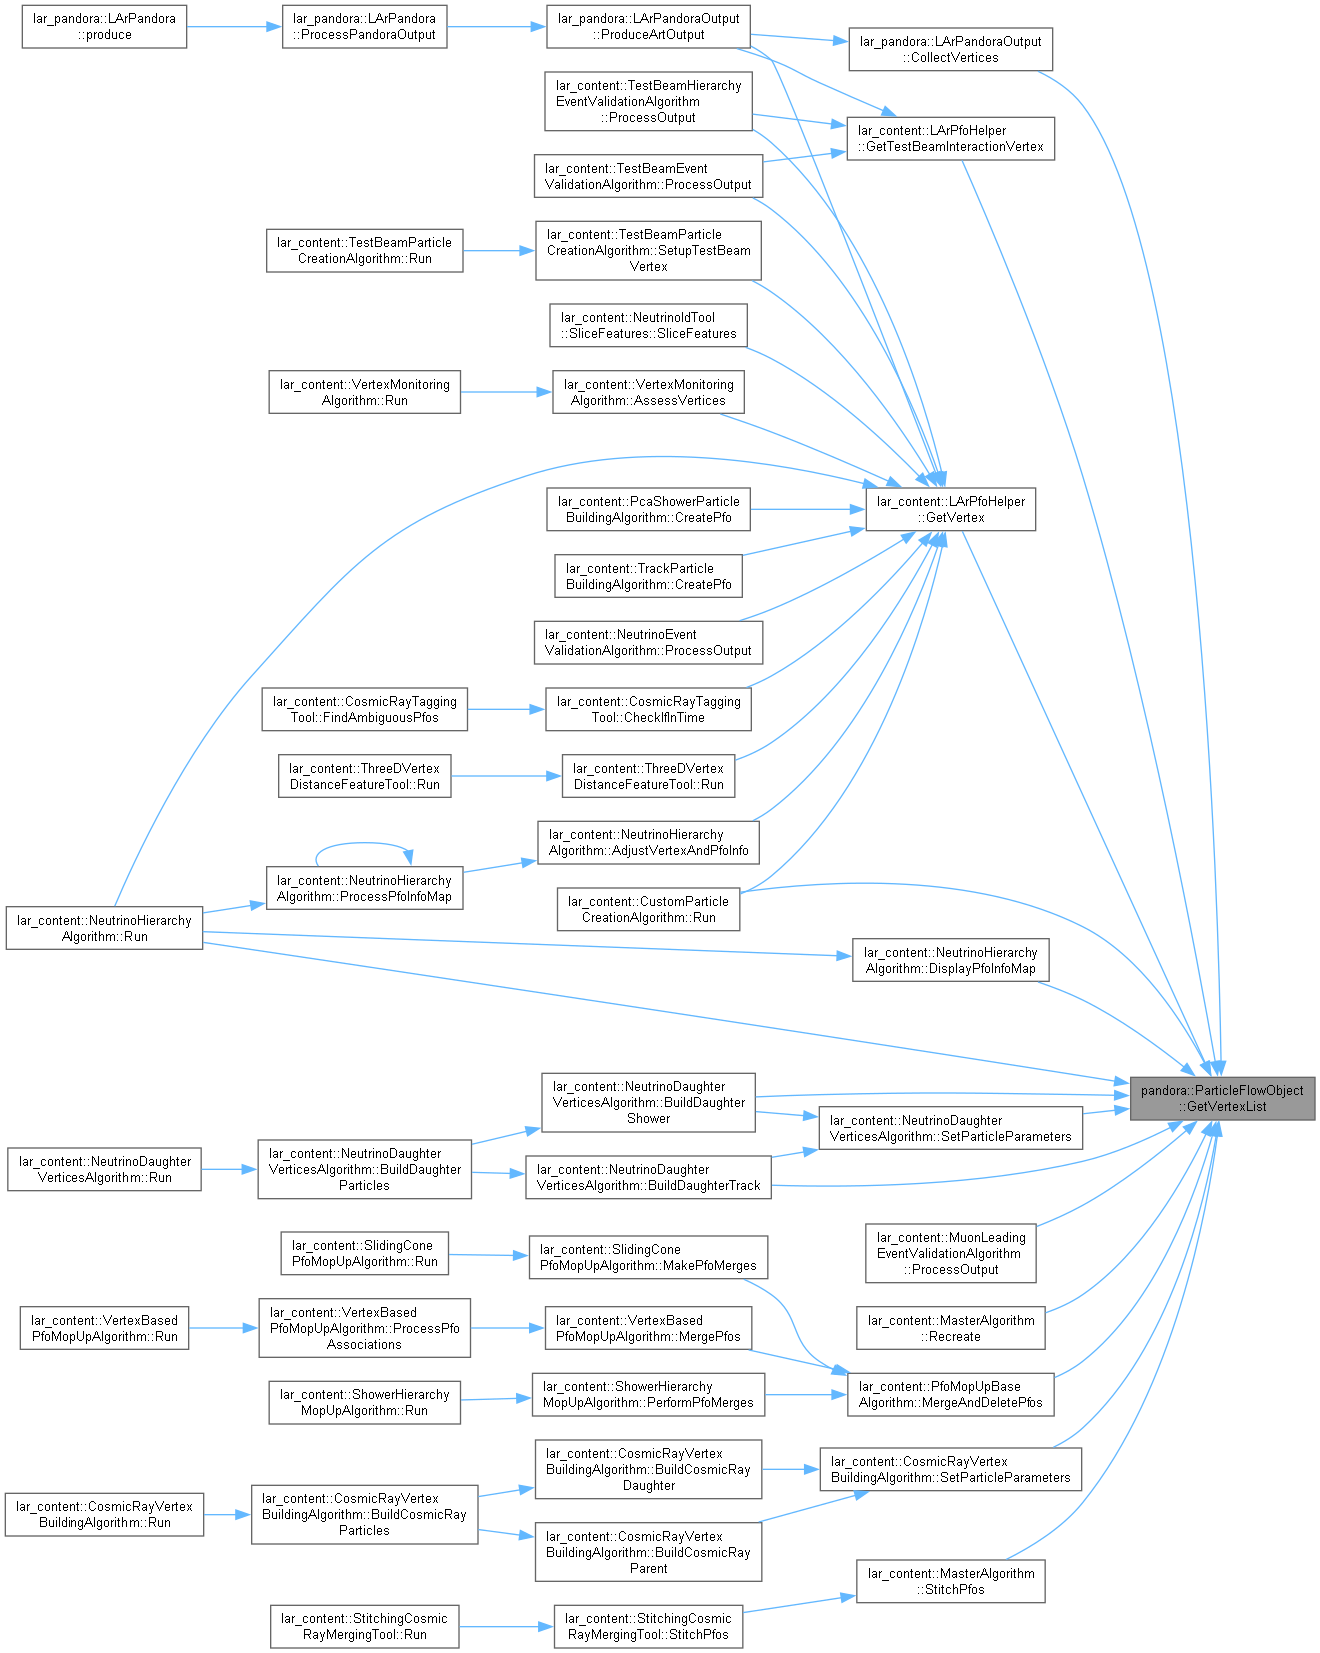 lar_pandora::LArPandora
::produce
lar_pandora::LArPandora
::ProcessPandoraOutput
lar_pandora::LArPandoraOutput
::ProduceArtOutput
lar_pandora::LArPandoraOutput
::CollectVertices
lar_content::TestBeamHierarchy
EventValidationAlgorithm
::ProcessOutput
lar_content::LArPfoHelper
::GetTestBeamInteractionVertex
lar_content::TestBeamEvent
ValidationAlgorithm::ProcessOutput
lar_content::TestBeamParticle
CreationAlgorithm::Run
lar_content::TestBeamParticle
CreationAlgorithm::SetupTestBeam
Vertex
lar_content::NeutrinoIdTool
::SliceFeatures::SliceFeatures
lar_content::VertexMonitoring
Algorithm::Run
lar_content::VertexMonitoring
Algorithm::AssessVertices
lar_content::PcaShowerParticle
BuildingAlgorithm::CreatePfo
lar_content::LArPfoHelper
::GetVertex
lar_content::TrackParticle
BuildingAlgorithm::CreatePfo
lar_content::NeutrinoEvent
ValidationAlgorithm::ProcessOutput
lar_content::CosmicRayTagging
Tool::FindAmbiguousPfos
lar_content::CosmicRayTagging
Tool::CheckIfInTime
lar_content::ThreeDVertex
DistanceFeatureTool::Run
lar_content::ThreeDVertex
DistanceFeatureTool::Run
lar_content::NeutrinoHierarchy
Algorithm::AdjustVertexAndPfoInfo
lar_content::NeutrinoHierarchy
Algorithm::ProcessPfoInfoMap
lar_content::CustomParticle
CreationAlgorithm::Run
lar_content::NeutrinoHierarchy
Algorithm::Run
lar_content::NeutrinoHierarchy
Algorithm::DisplayPfoInfoMap
pandora::ParticleFlowObject
::GetVertexList
lar_content::NeutrinoDaughter
VerticesAlgorithm::BuildDaughter
Shower
lar_content::NeutrinoDaughter
VerticesAlgorithm::SetParticleParameters
lar_content::NeutrinoDaughter
VerticesAlgorithm::Run
lar_content::NeutrinoDaughter
VerticesAlgorithm::BuildDaughter
Particles
lar_content::NeutrinoDaughter
VerticesAlgorithm::BuildDaughterTrack
lar_content::MuonLeading
EventValidationAlgorithm
::ProcessOutput
lar_content::SlidingCone
PfoMopUpAlgorithm::Run
lar_content::SlidingCone
PfoMopUpAlgorithm::MakePfoMerges
lar_content::VertexBased
PfoMopUpAlgorithm::Run
lar_content::VertexBased
PfoMopUpAlgorithm::ProcessPfo
Associations
lar_content::VertexBased
PfoMopUpAlgorithm::MergePfos
lar_content::MasterAlgorithm
::Recreate
lar_content::ShowerHierarchy
MopUpAlgorithm::Run
lar_content::ShowerHierarchy
MopUpAlgorithm::PerformPfoMerges
lar_content::PfoMopUpBase
Algorithm::MergeAndDeletePfos
lar_content::CosmicRayVertex
BuildingAlgorithm::BuildCosmicRay
Daughter
lar_content::CosmicRayVertex
BuildingAlgorithm::SetParticleParameters
lar_content::CosmicRayVertex
BuildingAlgorithm::Run
lar_content::CosmicRayVertex
BuildingAlgorithm::BuildCosmicRay
Particles
lar_content::CosmicRayVertex
BuildingAlgorithm::BuildCosmicRay
Parent
lar_content::MasterAlgorithm
::StitchPfos
lar_content::StitchingCosmic
RayMergingTool::Run
lar_content::StitchingCosmic
RayMergingTool::StitchPfos